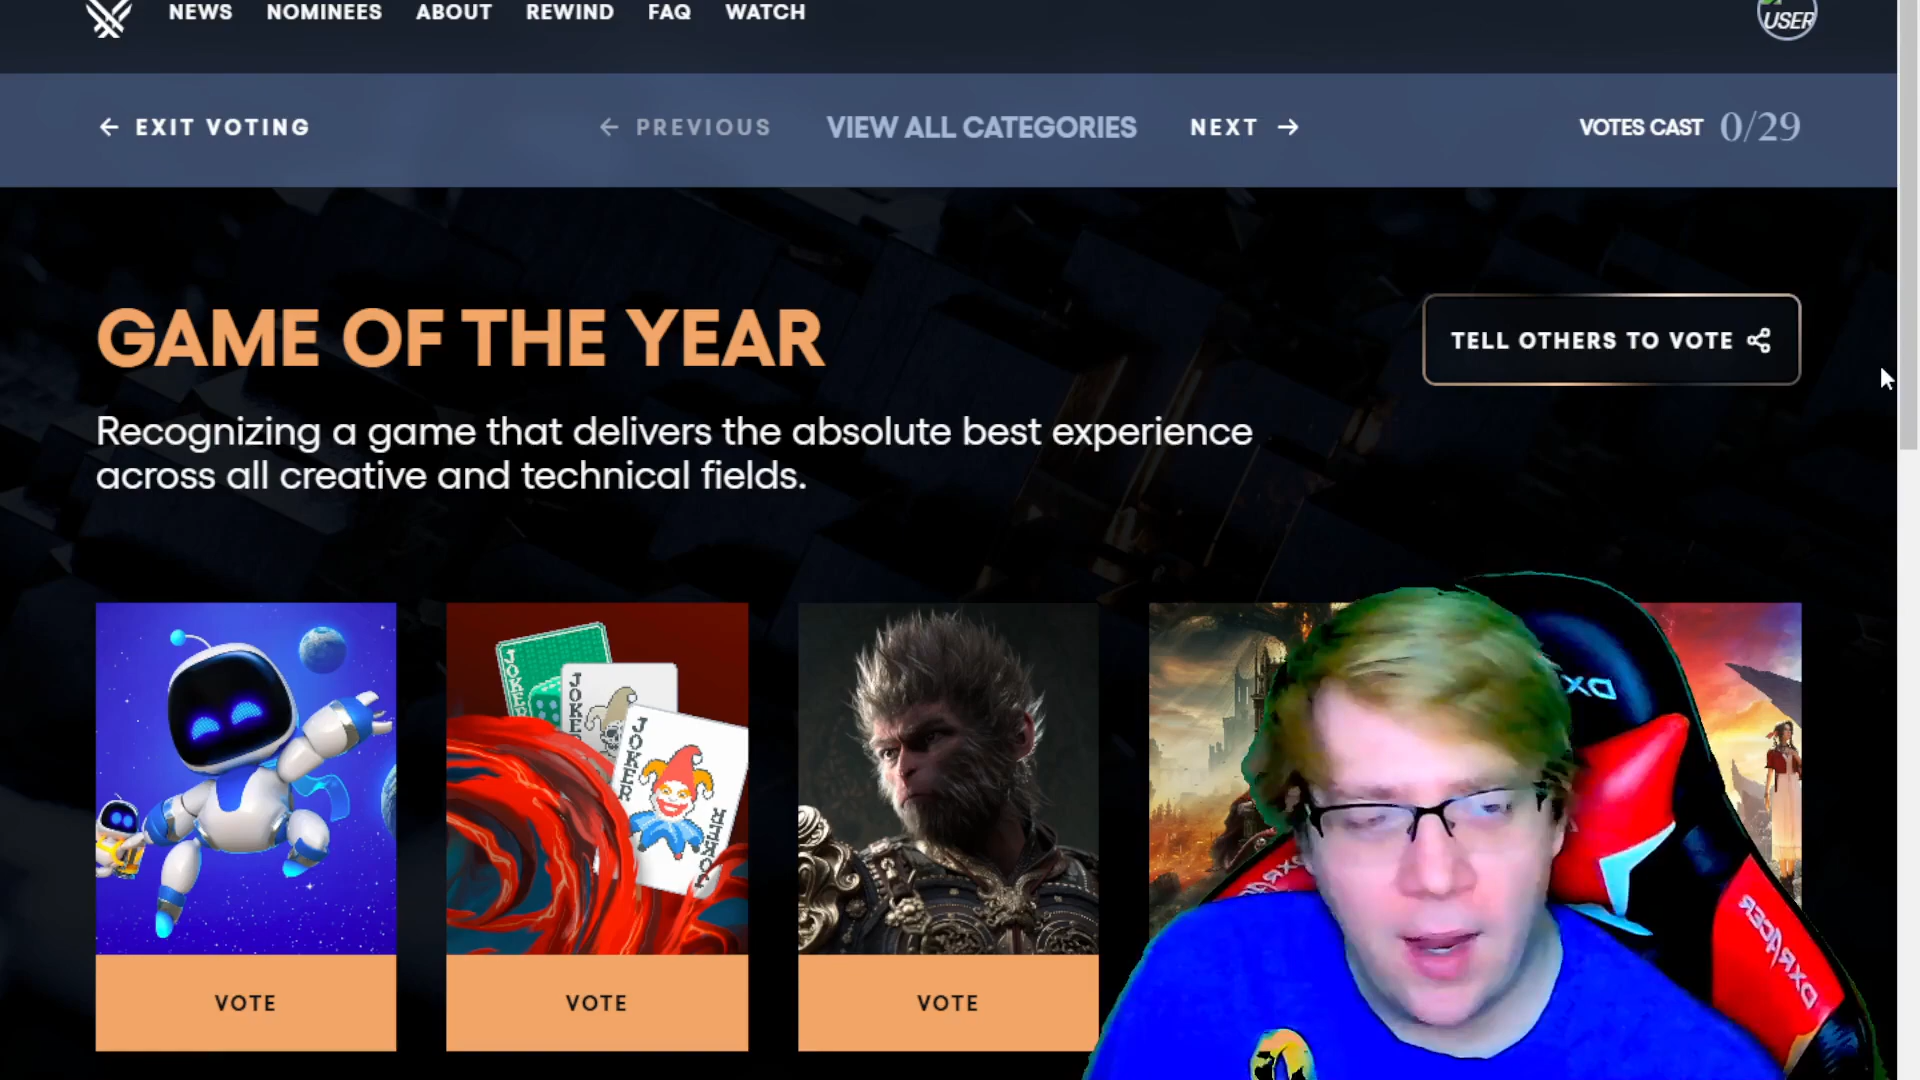 NEWS NOMINEES ABOUT REWIND FAQ WATCH
USER
← EXIT VOTING
← PREVIOUS
VIEW ALL CATEGORIES
NEXT →
VOTES CAST 0/29
GAME OF THE YEAR
TELL OTHERS TO VOTE
Recognizing a game that delivers the absolute best experience
across all creative and technical fields.
JOKER
JOKER
JOKER
JOKER
DX
DXRACER
VOTE
VOTE
VOTE